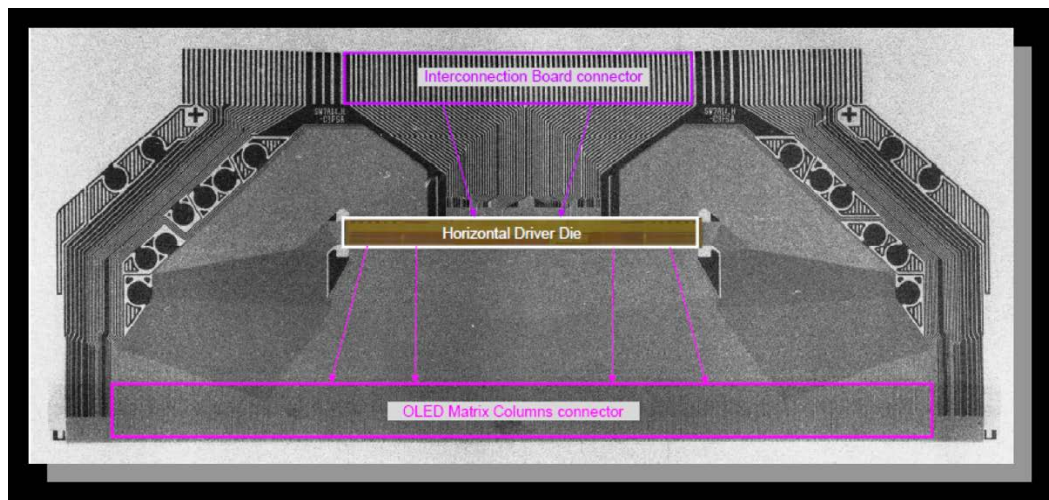 Interconnection Board connector
Horizontal Driver Die
OLED Matrix Columns connector